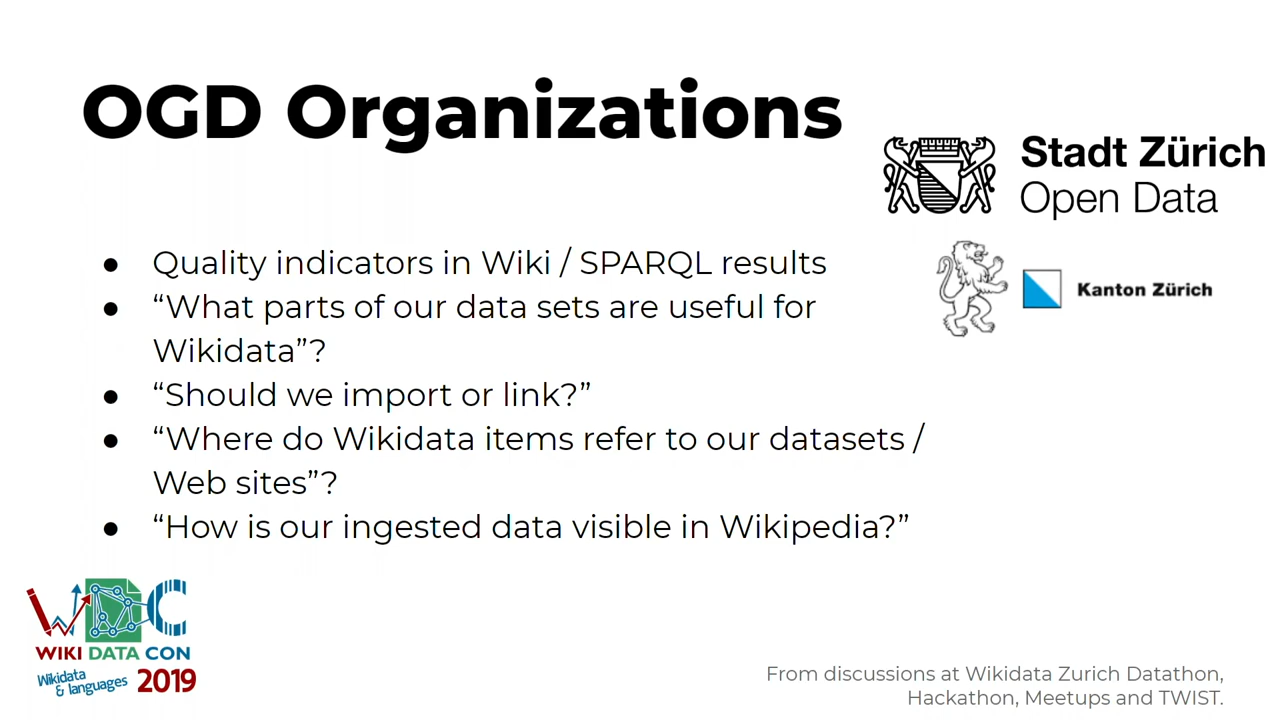 OGD Organizations
Stadt Zürich
Open Data
Kanton Zürich
● Quality indicators in Wiki / SPARQL results
● “What parts of our data sets are useful for
Wikidata”?
● “Should we import or link?”
● “Where do Wikidata items refer to our datasets /
Web sites”?
● “How is our ingested data visible in Wikipedia?”
WDC
WIKI DATA CON
Wikidata
& languages 2019
From discussions at Wikidata Zurich Datathon,
Hackathon, Meetups and TWIST.